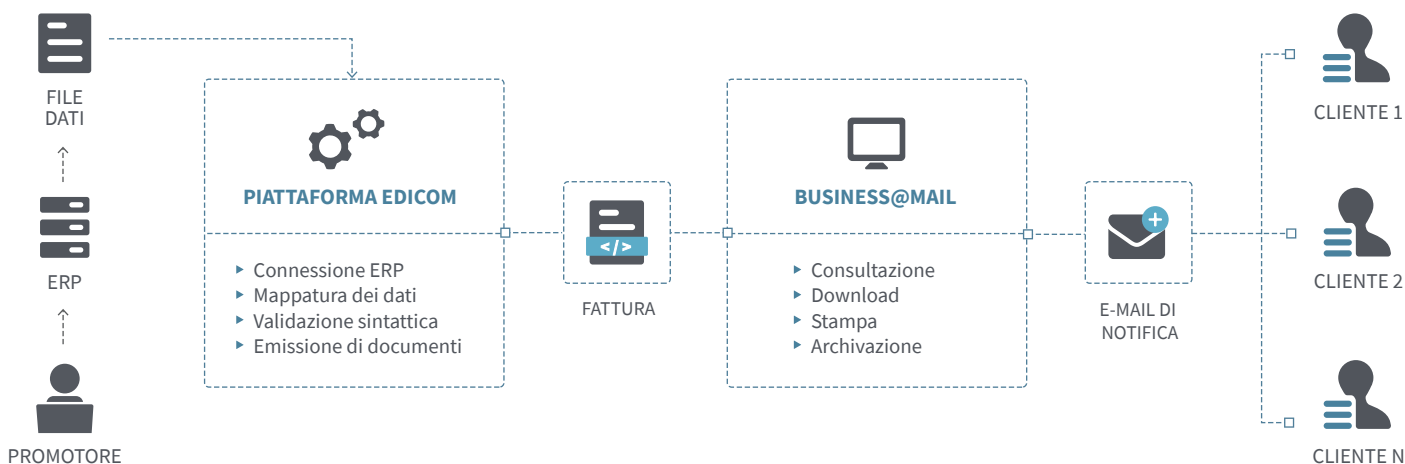 FILE
DATI
ERP
PROMOTORE
PIATTAFORMA EDICOM
Connessione ERP
Mappatura dei dati
Validazione sintattica
Emissione di documenti
</>
FATTURA
BUSINESS@MAIL
Consultazione
Download
Stampa
Archivazione
E-MAIL DI
NOTIFICA
CLIENTE 1
CLIENTE 2
CLIENTE N